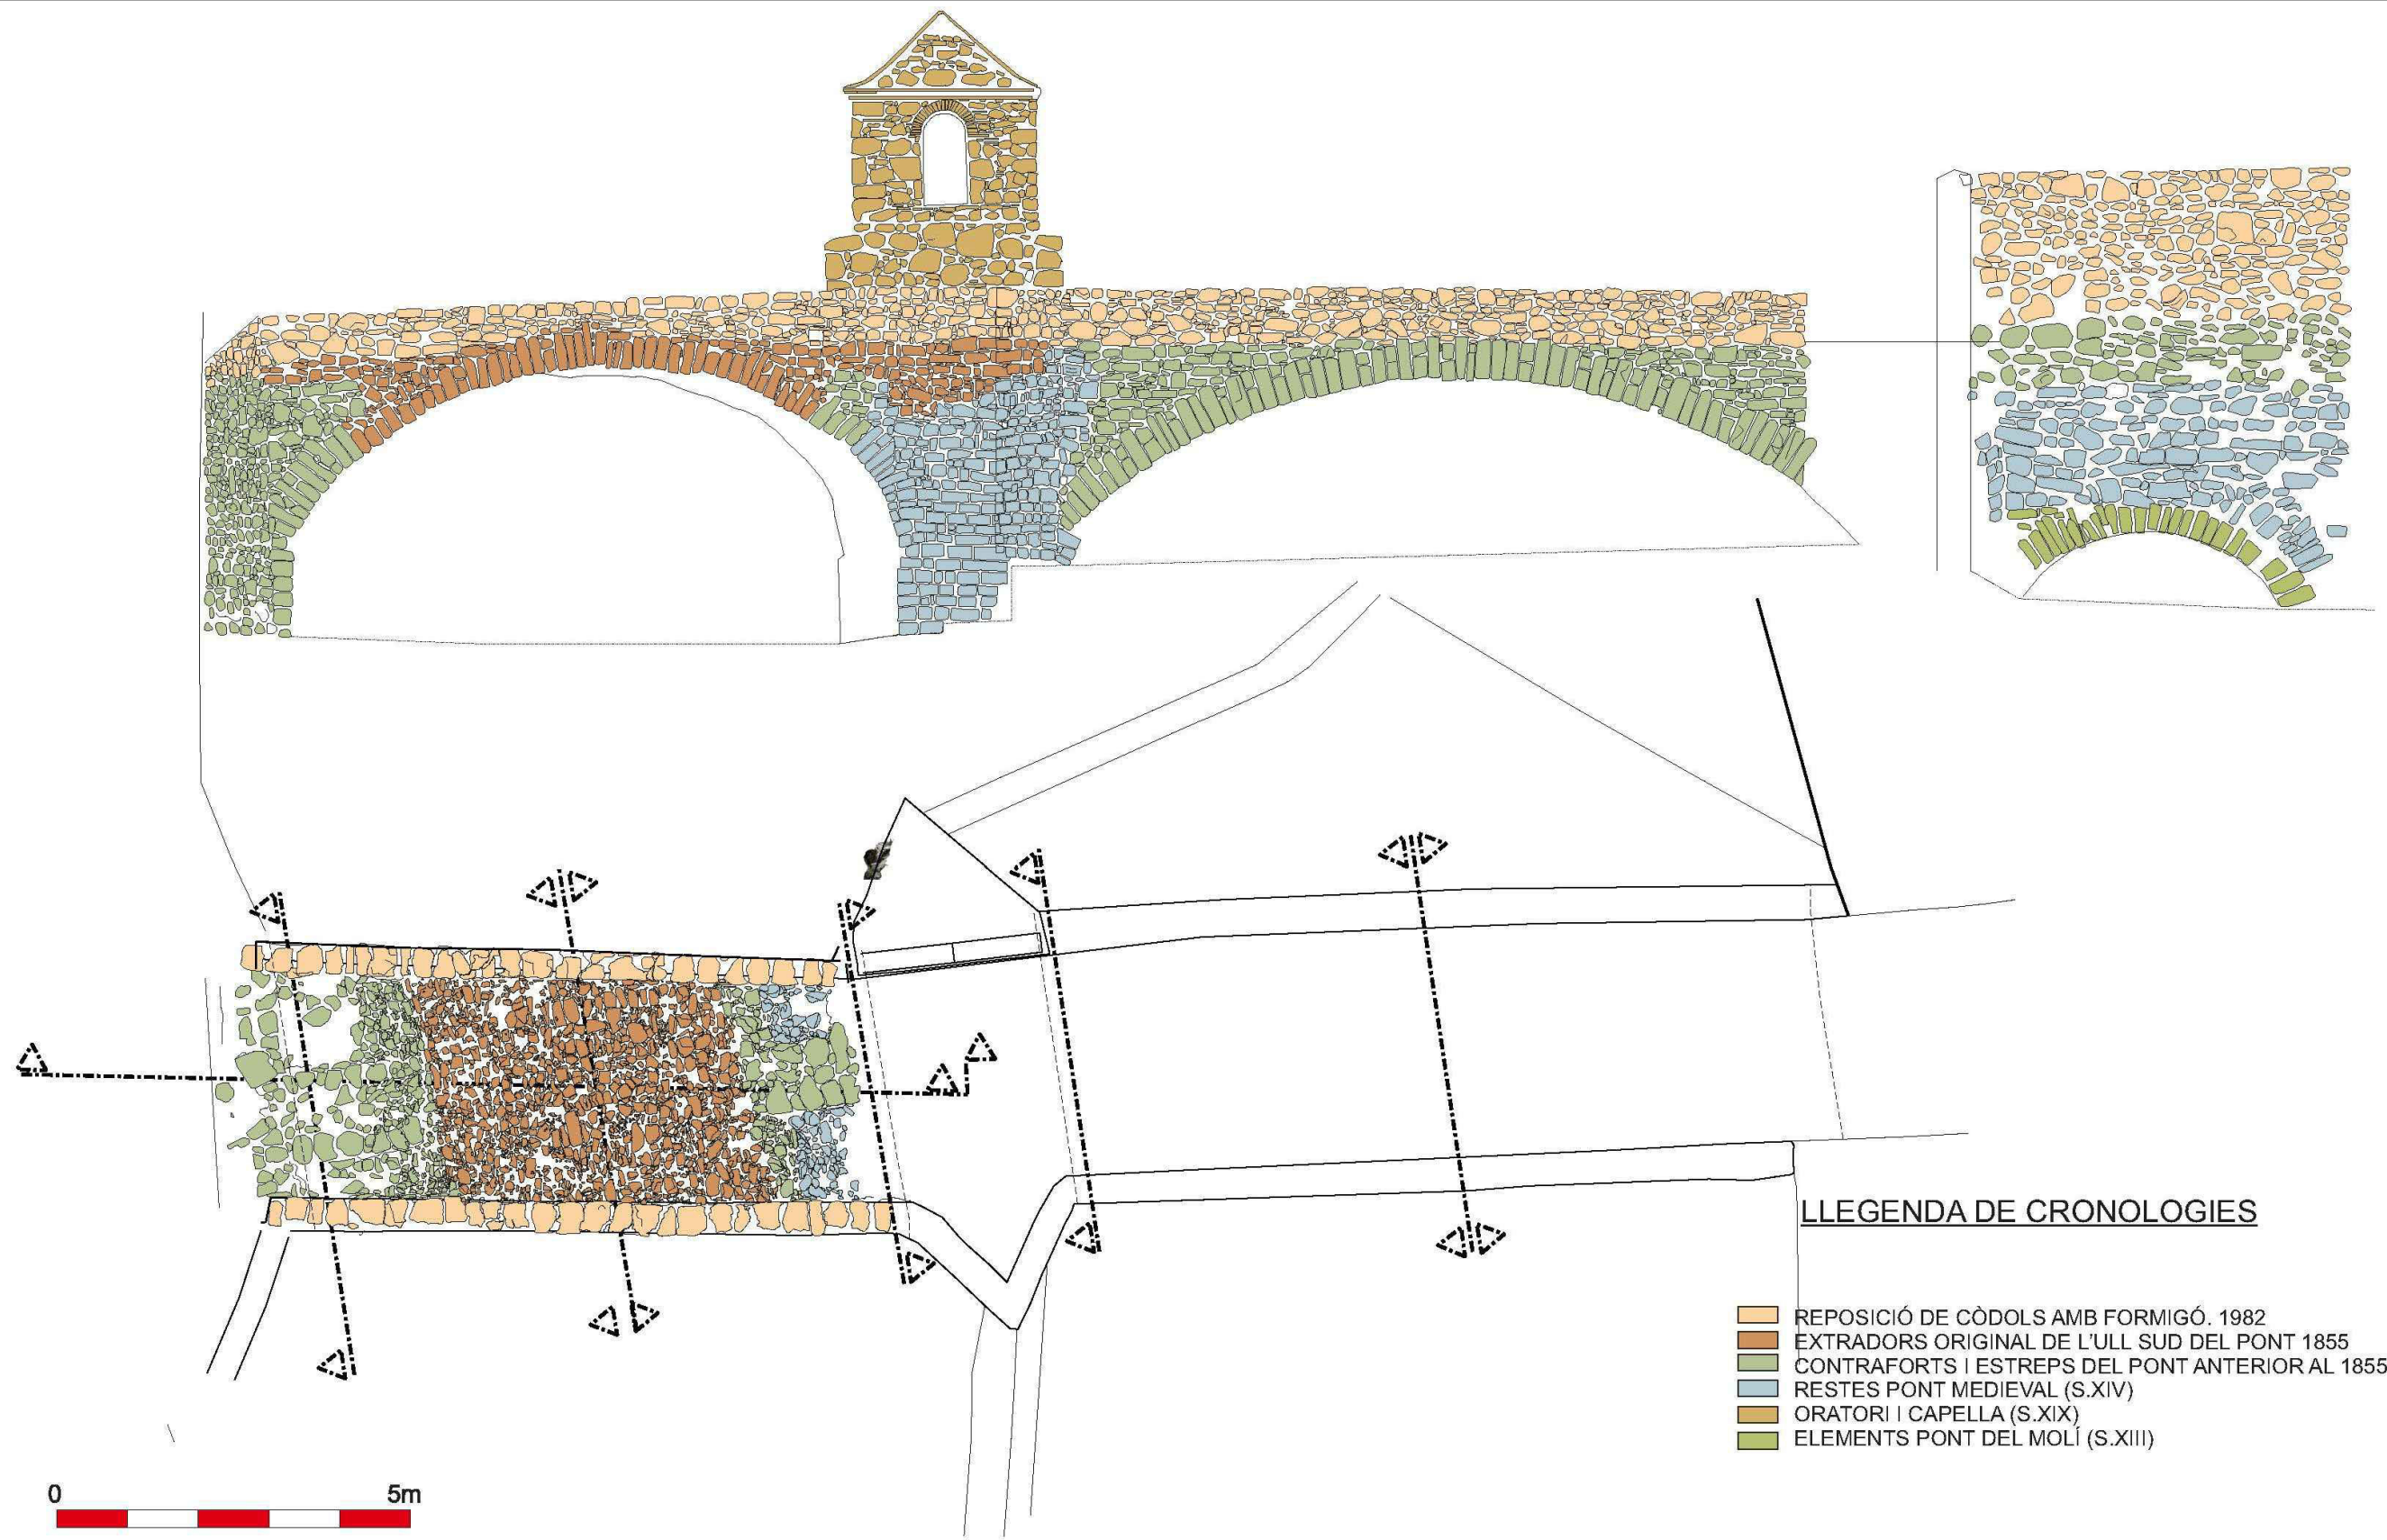 LLEGENDA DE CRONOLOGIES
REPOSICIÓ DE CÒDOLS AMB FORMIGÓ. 1982
EXTRADORS ORIGINAL DE L'ULL SUD DEL PONT 1855
CONTRAFORTS I ESTREPS DEL PONT ANTERIOR AL 1855
RESTES PONT MEDIEVAL (S.XIV)
ORATORI I CAPELLA (S.XIX)
ELEMENTS PONT DEL MOLÍ (S.XIII)
0 5m